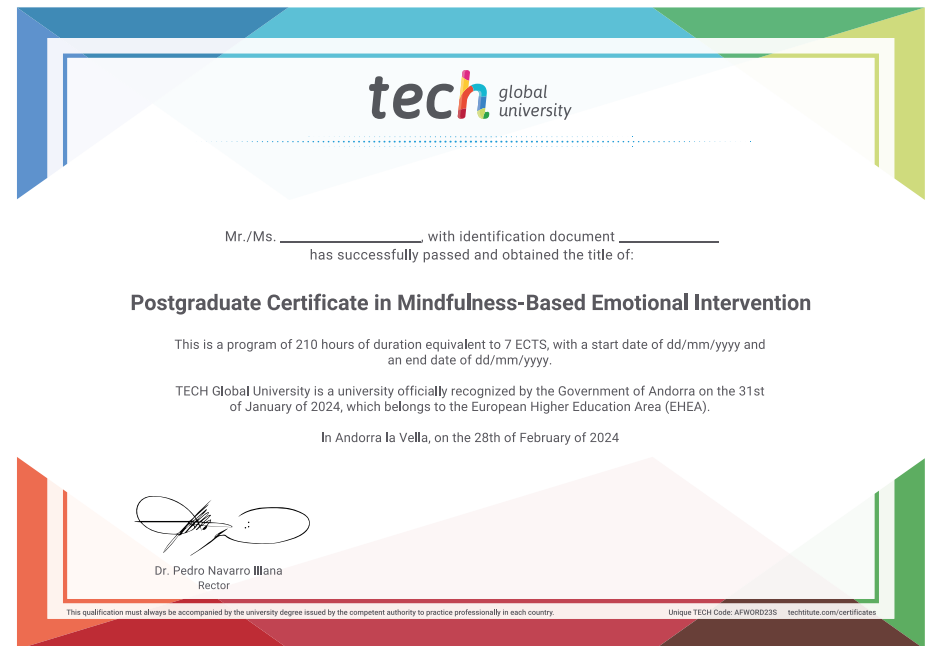 tech global
university
Mr./Ms. ____________, with identification document ____________
has successfully passed and obtained the title of:
Postgraduate Certificate in Mindfulness-Based Emotional Intervention
This is a program of 210 hours of duration equivalent to 7 ECTS, with a start date of dd/mm/yyyy and
an end date of dd/mm/yyyy.
TECH Global University is a university officially recognized by the Government of Andorra on the 31st
of January of 2024, which belongs to the European Higher Education Area (EHEA).
In Andorra la Vella, on the 28th of February of 2024
Dr. Pedro Navarro Illana
Rector
This qualification must always be accompanied by the university degree issued by the competent authority to practice professionally in each country. Unique TECH Code: AFWORD23S techtitute.com/certificates